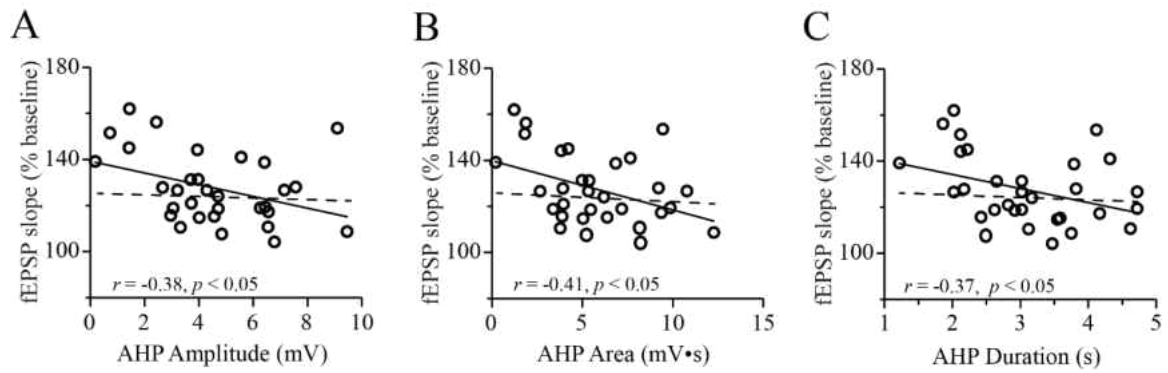 A
fEPSP slope (% baseline)
180
140
100
r = -0.38, p < 0.05
0 2 4 6 8 10
AHP Amplitude (mV)
B
fEPSP slope (% baseline)
180
140
100
r = -0.41, p < 0.05
0 5 10 15
AHP Area (mV•s)
C
fEPSP slope (% baseline)
180
140
100
r = -0.37, p < 0.05
1 2 3 4 5
AHP Duration (s)